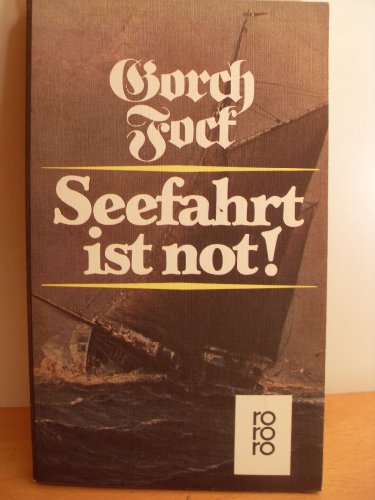 Gorch
Fock
Seefahrt
ist not!
ro
ro
ro